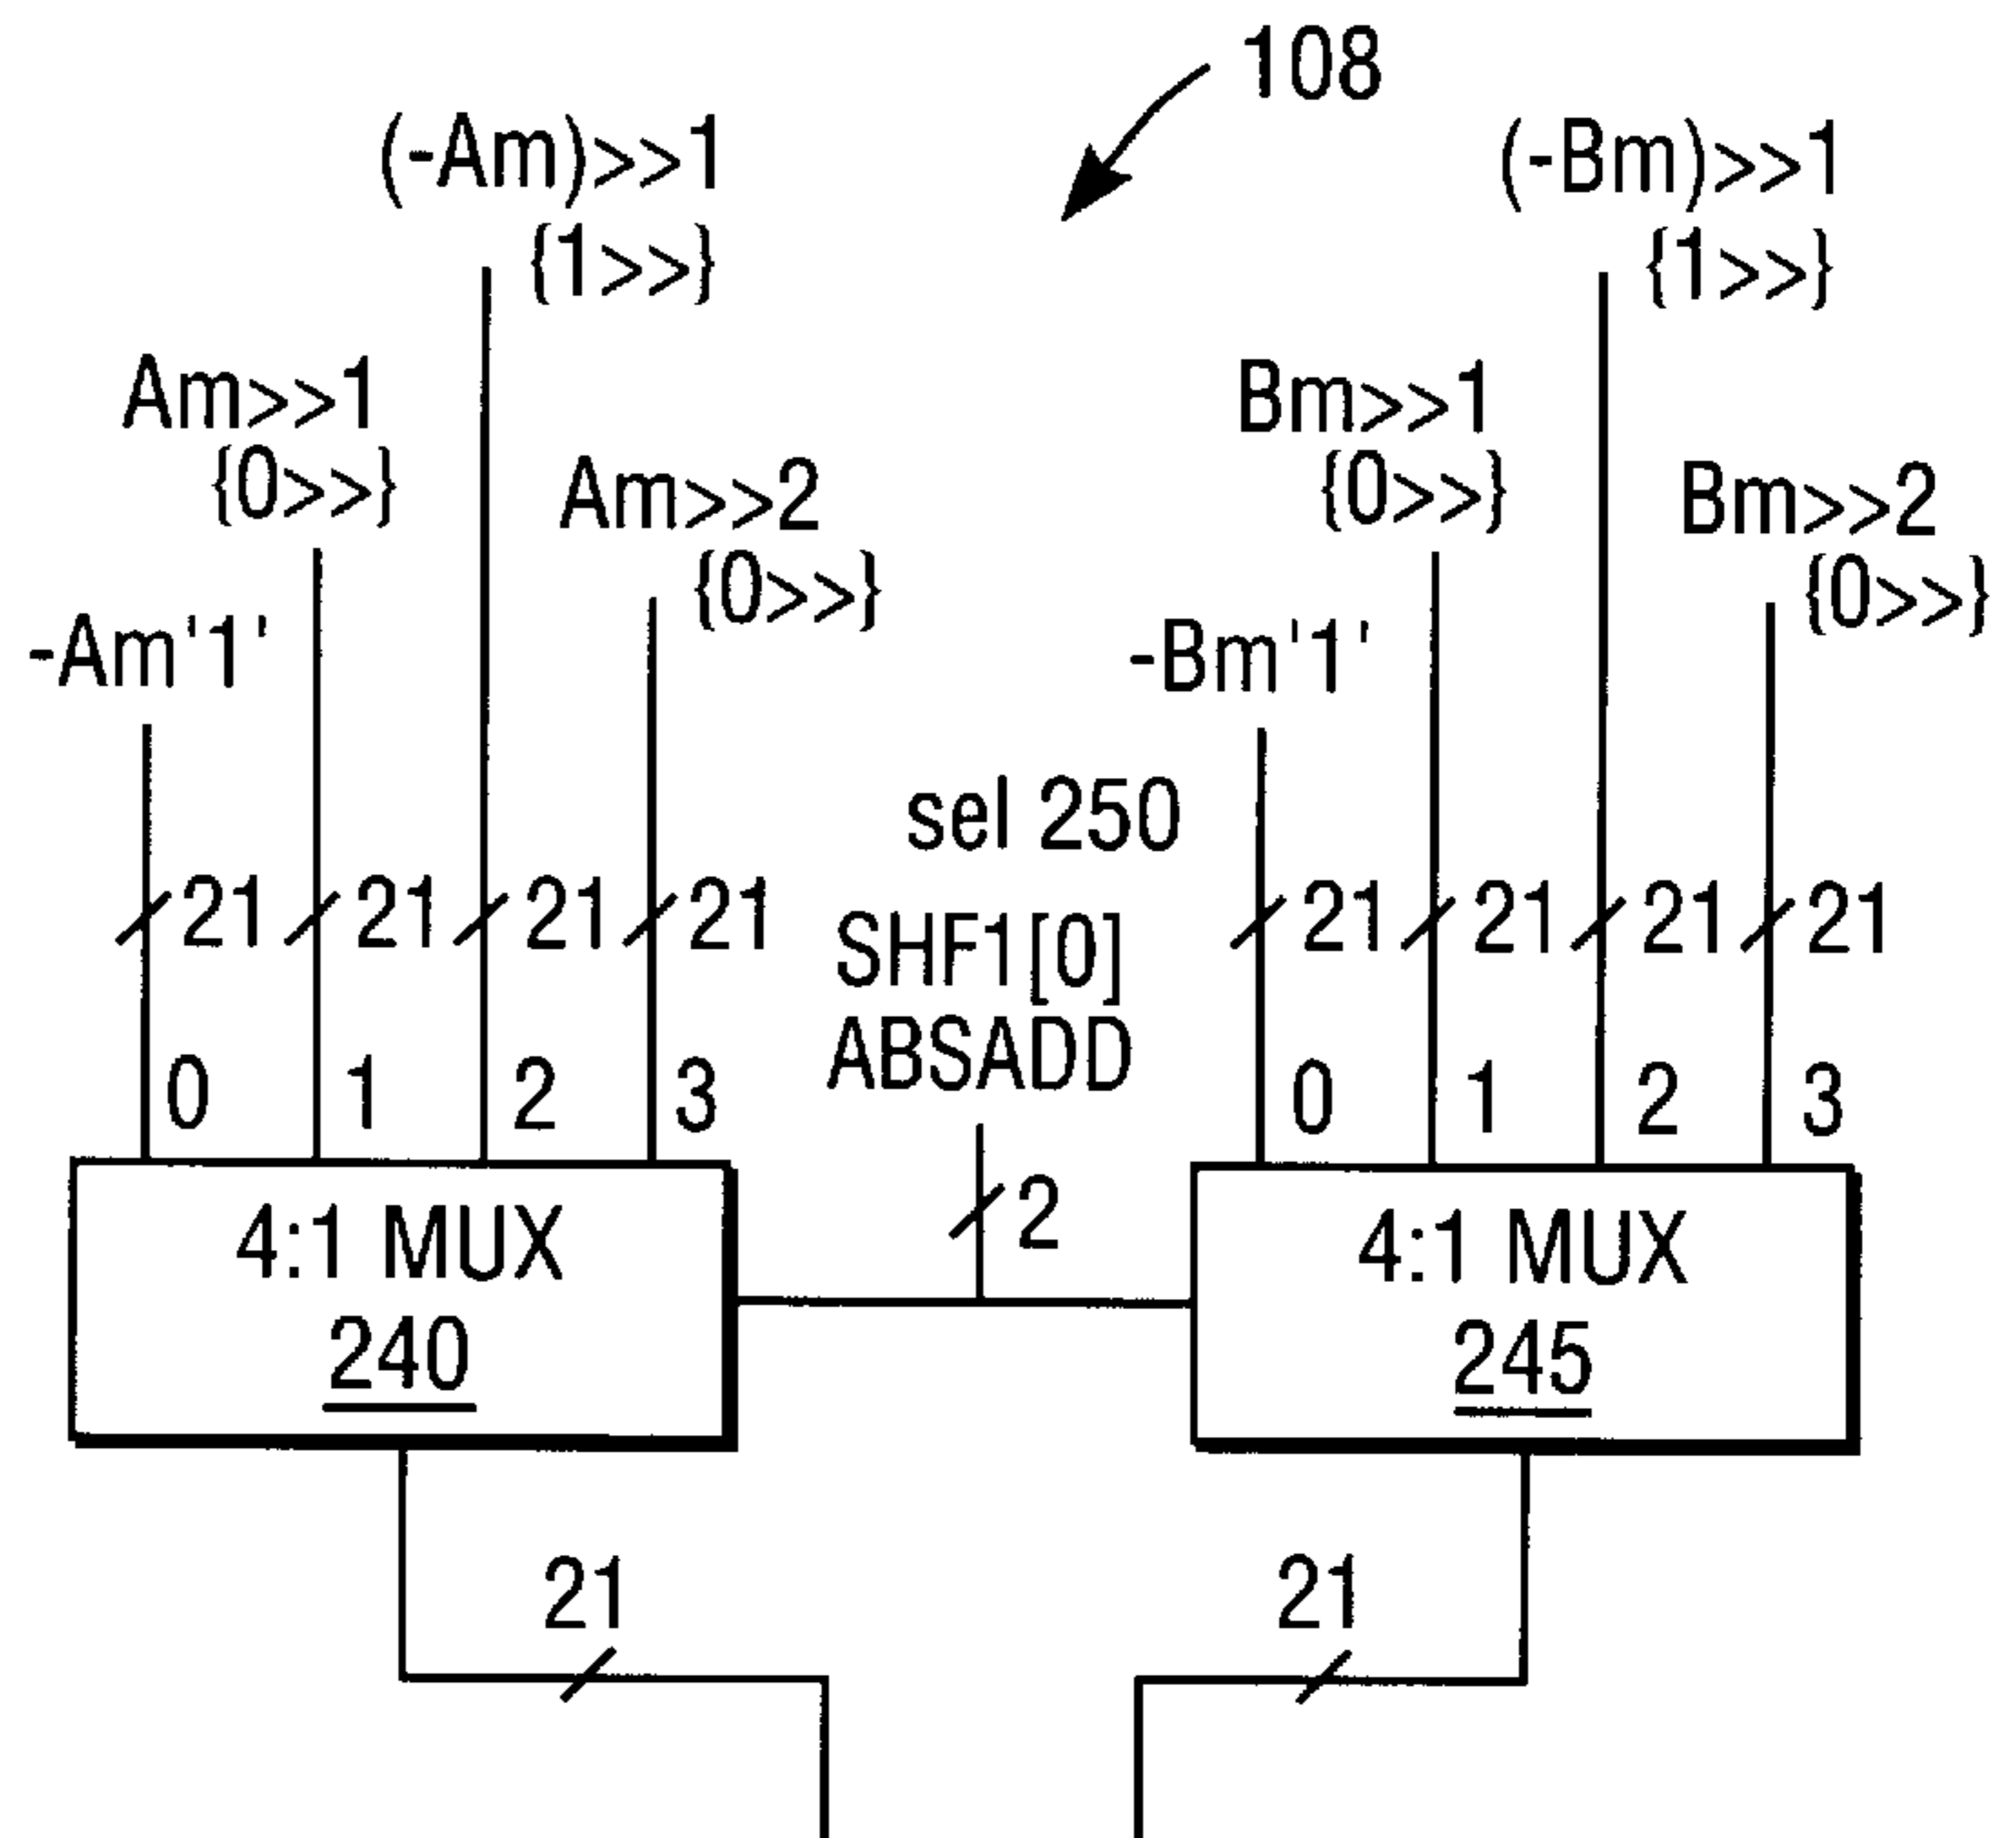 108
(-Am)>>1
{1>>}
(-Bm)>>1
{1>>}
Am>>1
{0>>}
Am>>2
{0>>}
-Am'1'
Bm>>1
{0>>}
Bm>>2
{0>>}
-Bm'1'
sel 250
SHF1[0]
ABSADD
21 21 21 21
21 21 21 21
0 1 2 3
0 1 2 3
2
4:1 MUX
240
4:1 MUX
245
21
21